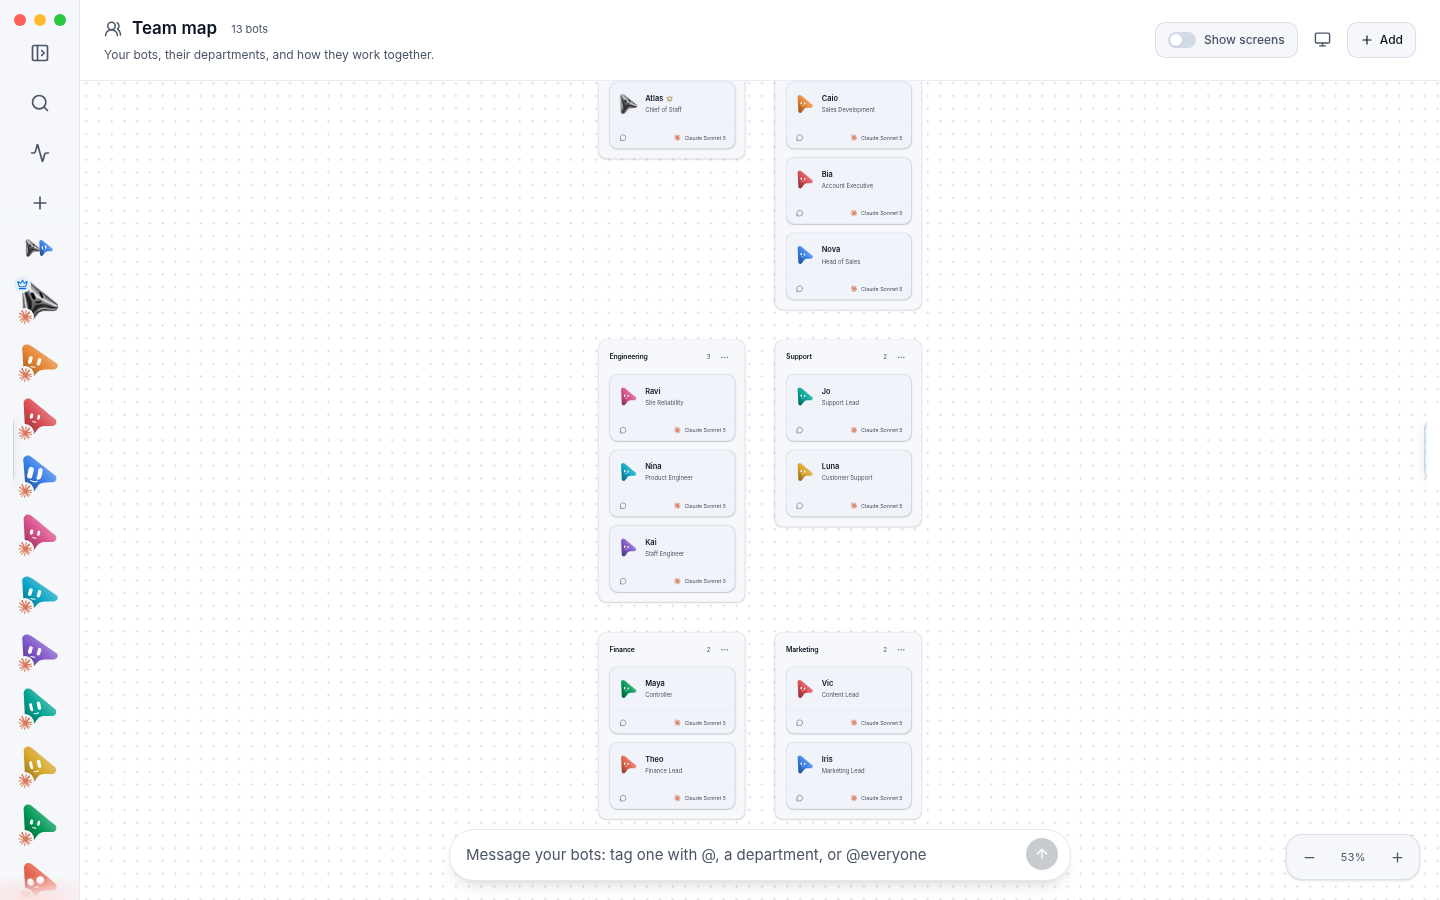 Team map
13 bots
Your bots, their departments, and how they work together.
Show screens
Add
Atlas
Chief of Staff
Claude Sonnet 5
Caio
Sales Development
Claude Sonnet 5
Bia
Account Executive
Claude Sonnet 5
Nova
Head of Sales
Claude Sonnet 5
Engineering 3
Ravi
Site Reliability
Claude Sonnet 5
Nina
Product Engineer
Claude Sonnet 5
Kai
Staff Engineer
Claude Sonnet 5
Support 2
Jo
Support Lead
Claude Sonnet 5
Luna
Customer Support
Claude Sonnet 5
Finance 2
Maya
Controller
Claude Sonnet 5
Theo
Finance Lead
Claude Sonnet 5
Marketing 2
Vic
Content Lead
Claude Sonnet 5
Iris
Marketing Lead
Claude Sonnet 5
Message your bots: tag one with @, a department, or @everyone
53%